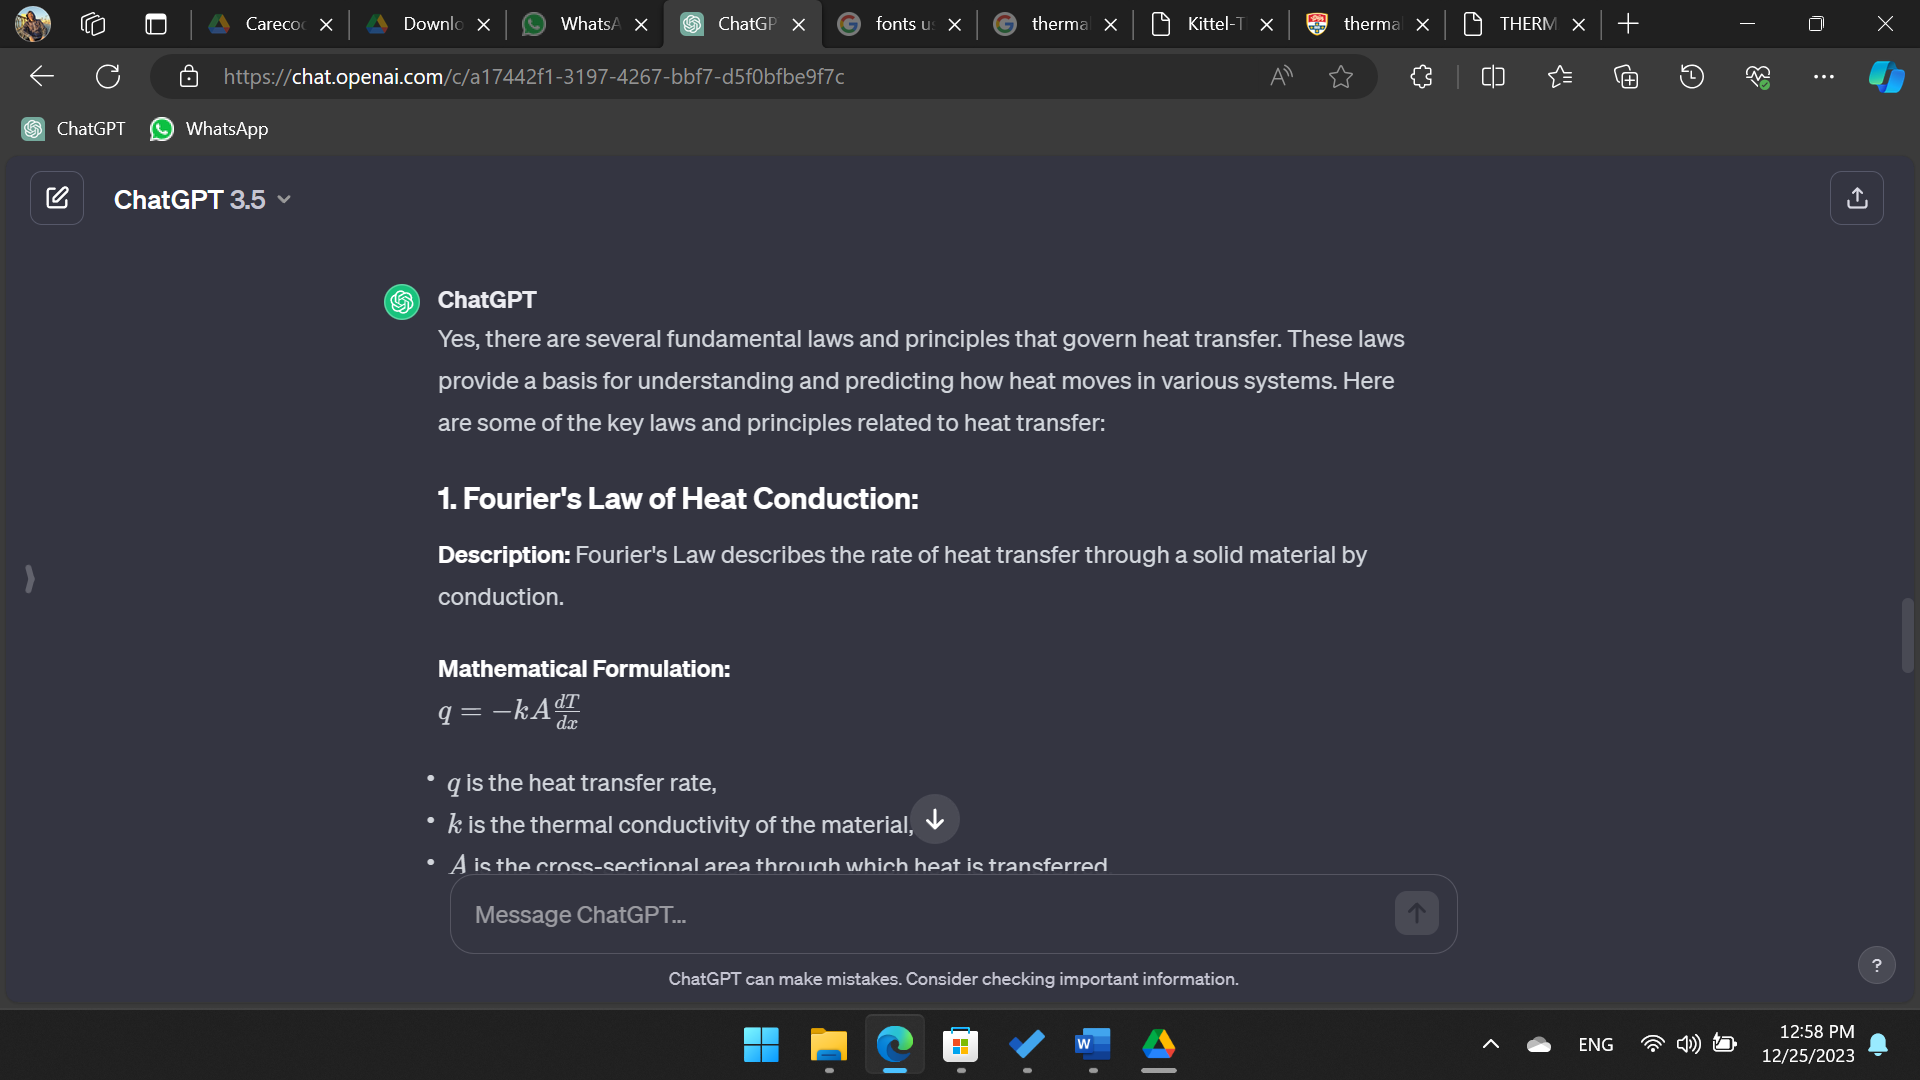 Careco
Downlo
WhatsA
ChatGP
fonts u
therma
Kittel-T
therma
THERM
https://chat.openai.com/c/a17442f1-3197-4267-bbf7-d5f0bfbe9f7c
ChatGPT
WhatsApp
ChatGPT 3.5
ChatGPT
Yes, there are several fundamental laws and principles that govern heat transfer. These laws
provide a basis for understanding and predicting how heat moves in various systems. Here
are some of the key laws and principles related to heat transfer:
1. Fourier's Law of Heat Conduction:
Description: Fourier's Law describes the rate of heat transfer through a solid material by
conduction.
Mathematical Formulation:
q = −kA dT/dx
• q is the heat transfer rate,
• k is the thermal conductivity of the material,
• A is the cross-sectional area through which heat is transferred
Message ChatGPT...
ChatGPT can make mistakes. Consider checking important information.
?
ENG
12:58 PM
12/25/2023